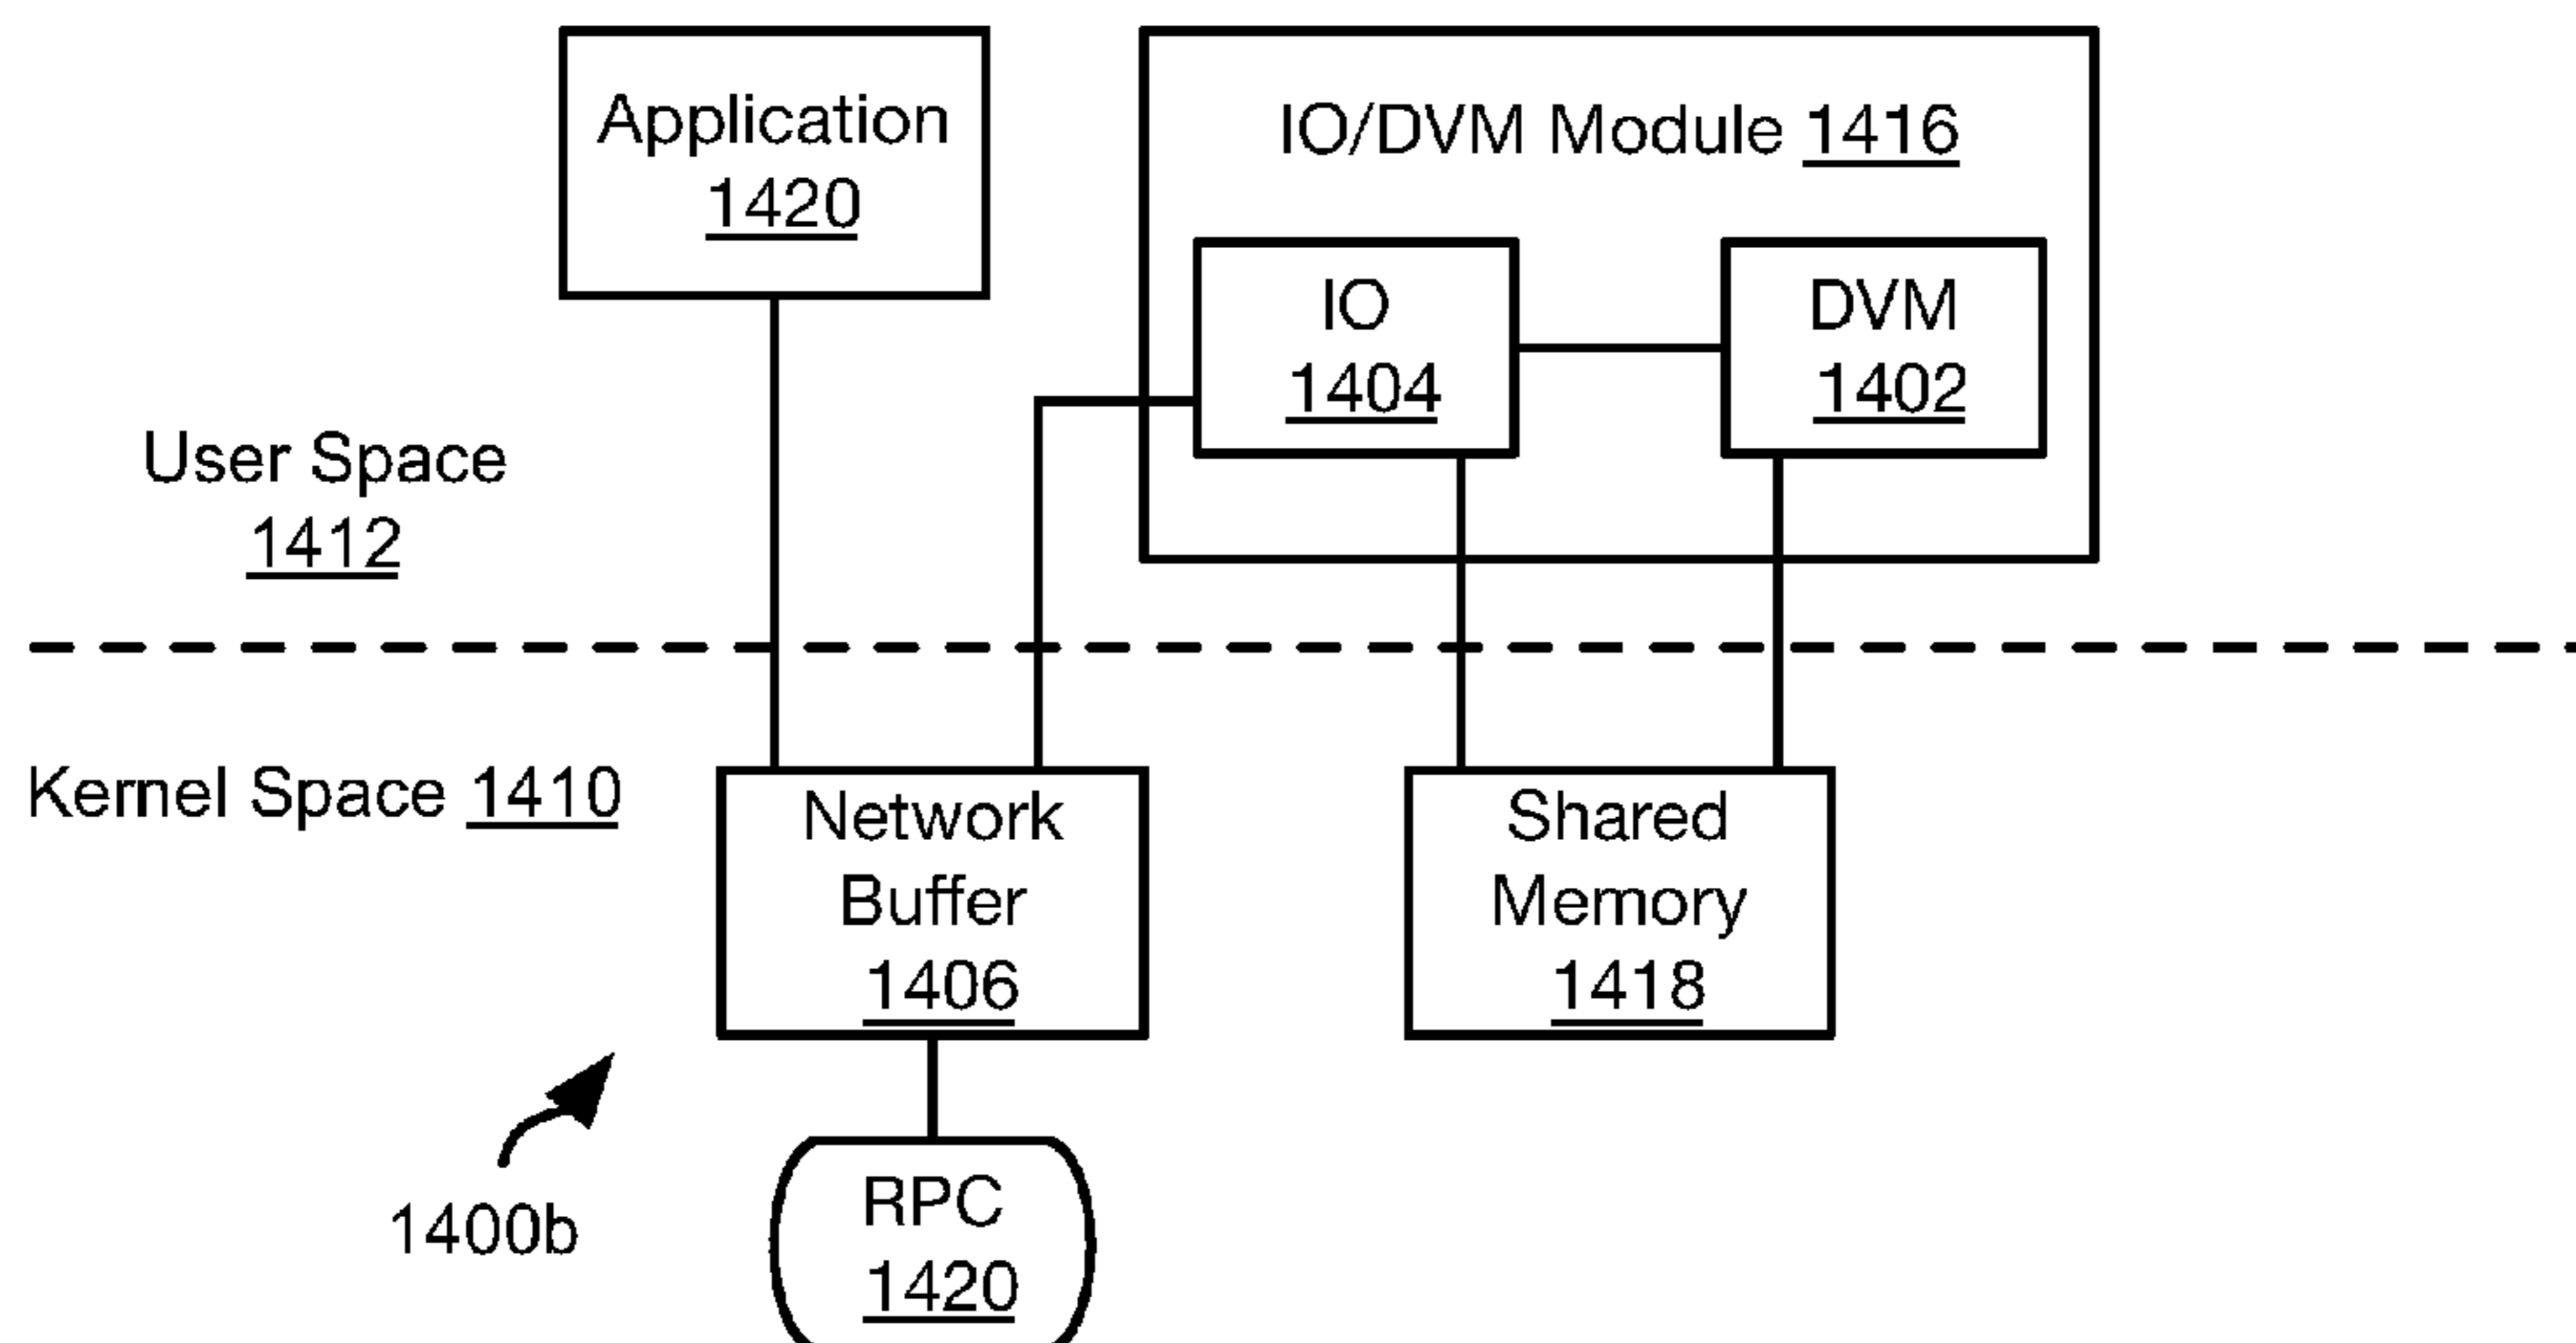 Application
1420
IO/DVM Module 1416
IO
1404
DVM
1402
User Space
1412
Kernel Space 1410
Network
Buffer
1406
Shared
Memory
1418
1400b
RPC
1420